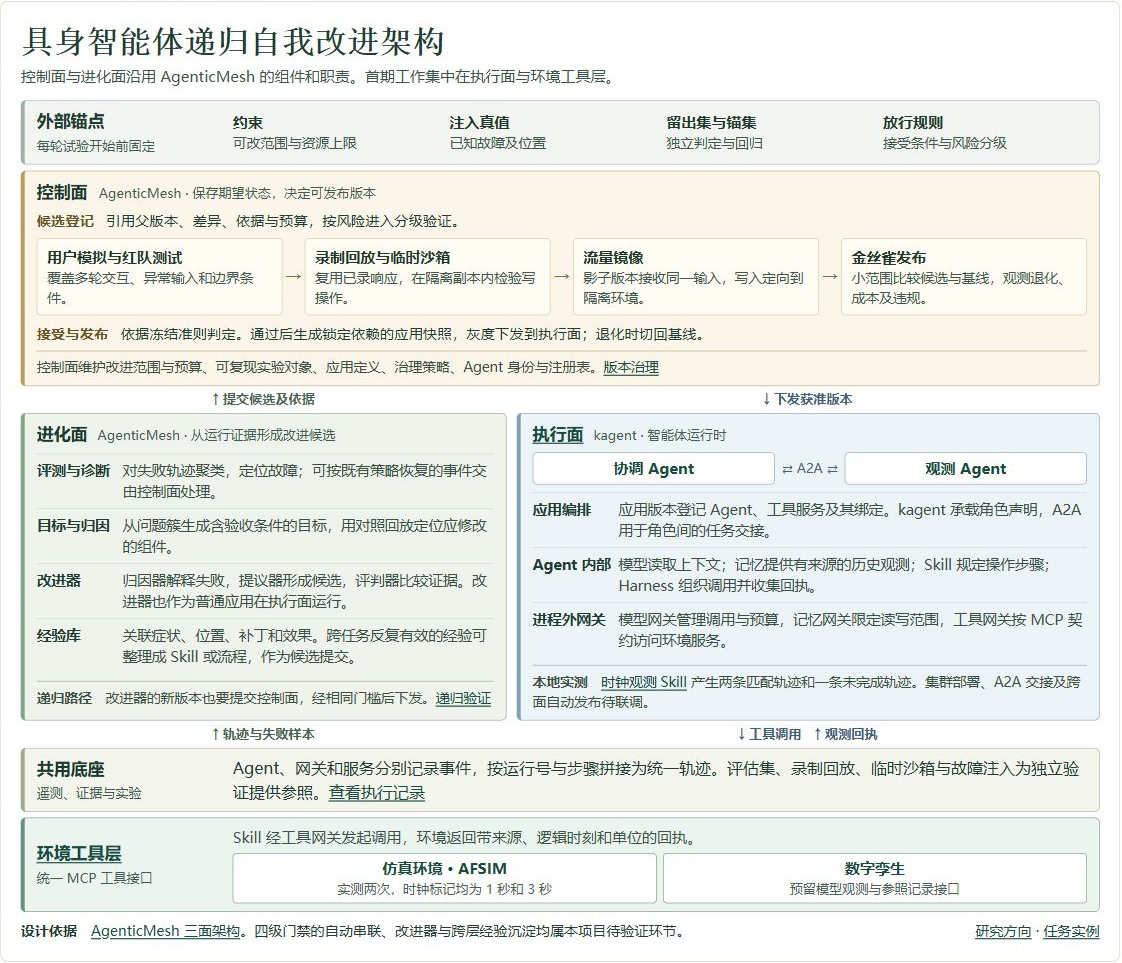 具身智能体递归自我改进架构
控制面与进化面沿用 AgenticMesh 的组件和职责。首期工作集中在执行面与环境工具层。
外部锚点
每轮试验开始前固定
约束
可改范围与资源上限
注入真值
已知故障及位置
留出集与锚集
独立判定与回归
放行规则
接受条件与风险分级
控制面 AgenticMesh · 保存期望状态，决定可发布版本
候选登记 引用父版本、差异、依据与预算，按风险进入分级验证。
用户模拟与红队测试
覆盖多轮交互、异常输入和边界条
件。
→
录制回放与临时沙箱
复用已录响应，在隔离副本内检验写
操作。
→
流量镜像
影子版本接收同一输入，写入定向到
隔离环境。
→
金丝雀发布
小范围比较候选与基线，观测退化、
成本及违规。
接受与发布 依据冻结准则判定。通过后生成锁定依赖的应用快照，灰度下发到执行面；退化时切回基线。
控制面维护改进范围与预算、可复现实验对象、应用定义、治理策略、Agent 身份与注册表。版本治理
↑ 提交候选及依据
↓ 下发获准版本
进化面 AgenticMesh · 从运行证据形成改进候选
评测与诊断 对失败轨迹聚类，定位故障；可按既有策略恢复的事件交
由控制面处理。
目标与归因 从问题簇生成含验收条件的目标，用对照回放定位应修改
的组件。
改进器 归因器解释失败，提议器形成候选，评判器比较证据。改
进器也作为普通应用在执行面运行。
经验库 关联症状、位置、补丁和效果。跨任务反复有效的经验可
整理成 Skill 或流程，作为候选提交。
递归路径 改进器的新版本也要提交控制面，经相同门槛后下发。递归验证
执行面 kagent · 智能体运行时
协调 Agent ⇄ A2A ⇄ 观测 Agent
应用编排 应用版本登记 Agent、工具服务及其绑定。kagent 承载角色声明，A2A
用于角色间的任务交接。
Agent 内部 模型读取上下文；记忆提供有来源的历史观测；Skill 规定操作步骤；
Harness 组织调用并收集回执。
进程外网关 模型网关管理调用与预算，记忆网关限定读写范围，工具网关按 MCP 契
约访问环境服务。
本地实测 时钟观测 Skill 产生两条匹配轨迹和一条未完成轨迹。集群部署、A2A 交接及跨
面自动发布待联调。
↑ 轨迹与失败样本
↓ 工具调用 ↑ 观测回执
共用底座
遥测、证据与实验
Agent、网关和服务分别记录事件，按运行号与步骤拼接为统一轨迹。评估集、录制回放、临时沙箱与故障注入为独立验
证提供参照。查看执行记录
环境工具层
统一 MCP 工具接口
Skill 经工具网关发起调用，环境返回带来源、逻辑时刻和单位的回执。
仿真环境 · AFSIM
实测两次，时钟标记均为 1 秒和 3 秒
数字孪生
预留模型观测与参照记录接口
设计依据 AgenticMesh 三面架构。四级门禁的自动串联、改进器与跨层经验沉淀均属本项目待验证环节。
研究方向 · 任务实例